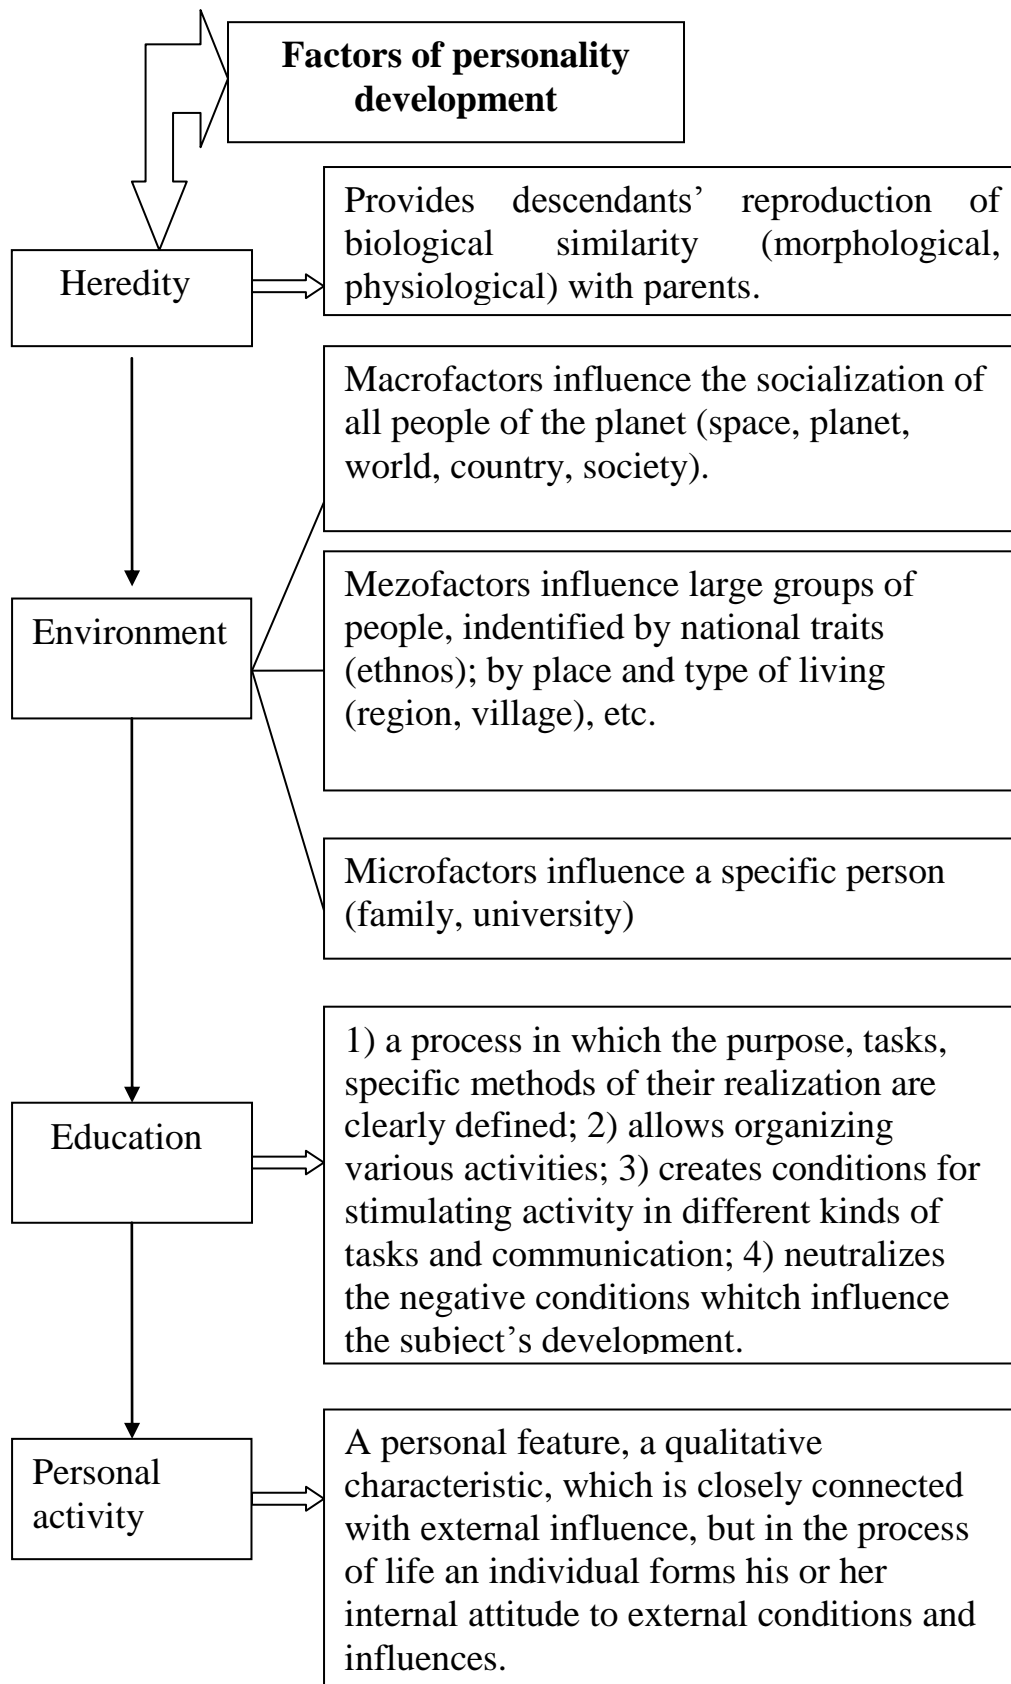 Factors of personality
development
Provides descendants’ reproduction of
biological similarity (morphological,
physiological) with parents.
Heredity
Macrofactors influence the socialization of
all people of the planet (space, planet,
world, country, society).
Environment
Mezofactors influence large groups of
people, indentified by national traits
(ethnos); by place and type of living
(region, village), etc.
Microfactors influence a specific person
(family, university)
Education
1) a process in which the purpose, tasks,
specific methods of their realization are
clearly defined; 2) allows organizing
various activities; 3) creates conditions for
stimulating activity in different kinds of
tasks and communication; 4) neutralizes
the negative conditions whitch influence
the subject’s development.
Personal
activity
A personal feature, a qualitative
characteristic, which is closely connected
with external influence, but in the process
of life an individual forms his or her
internal attitude to external conditions and
influences.